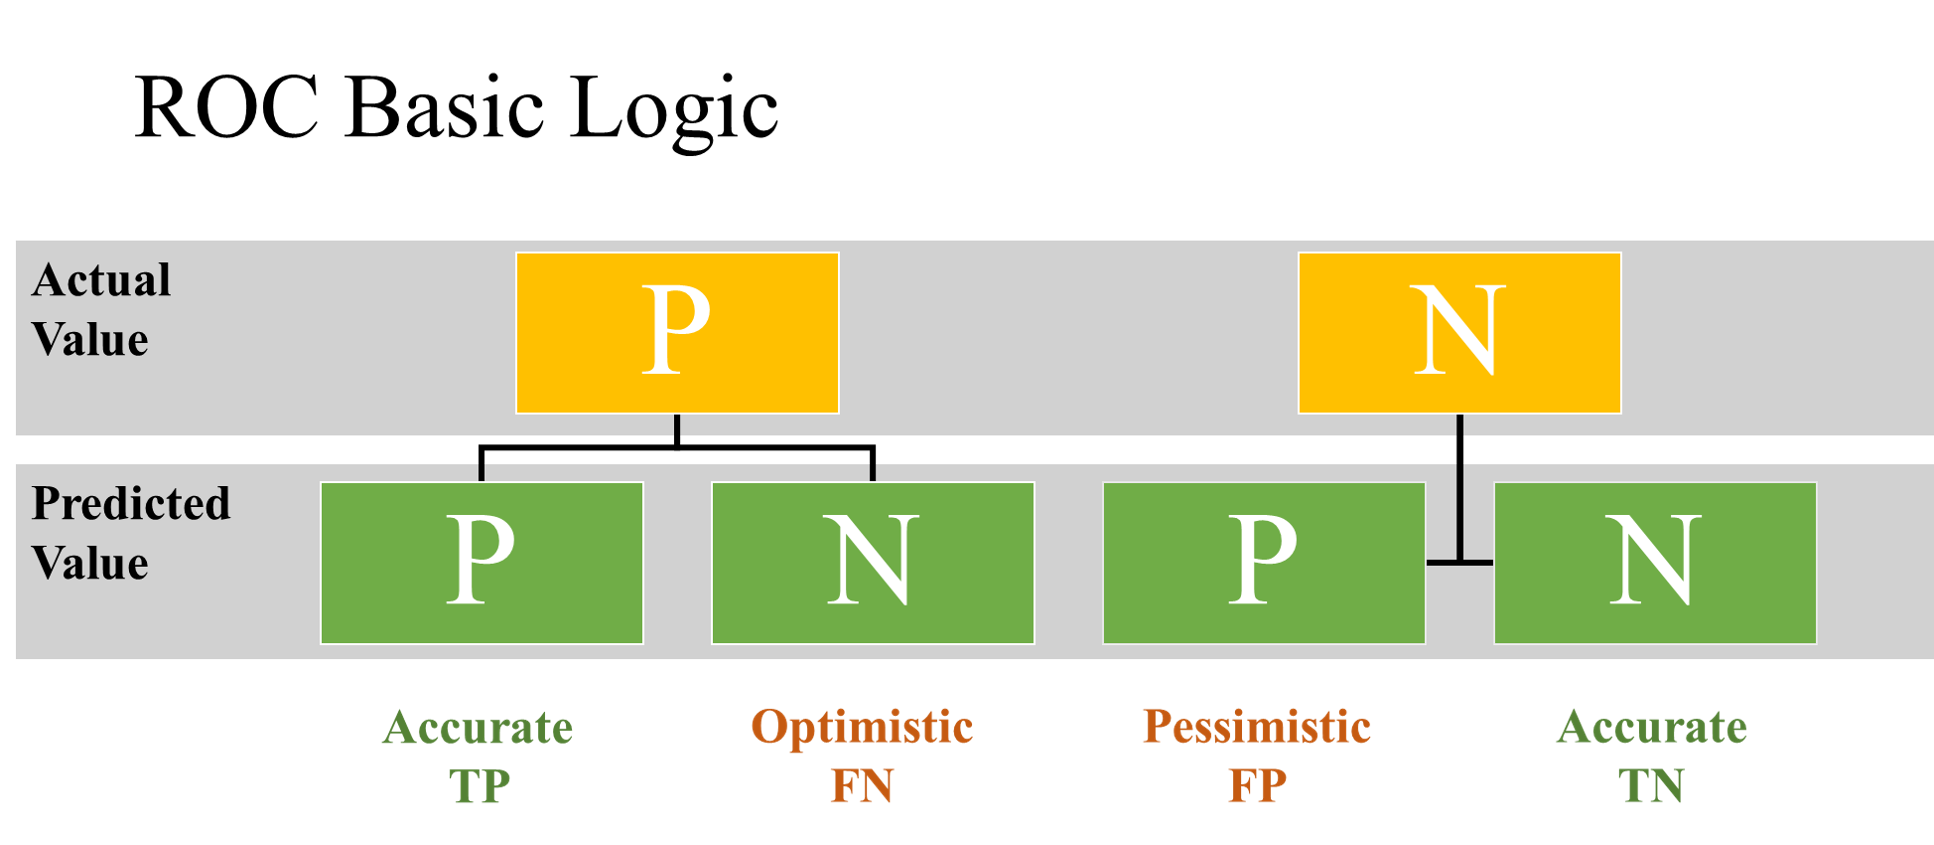 ROC Basic Logic
Actual
Value
P
N
Predicted
Value
P
N
P
N
Accurate
TP
Optimistic
FN
Pessimistic
FP
Accurate
TN